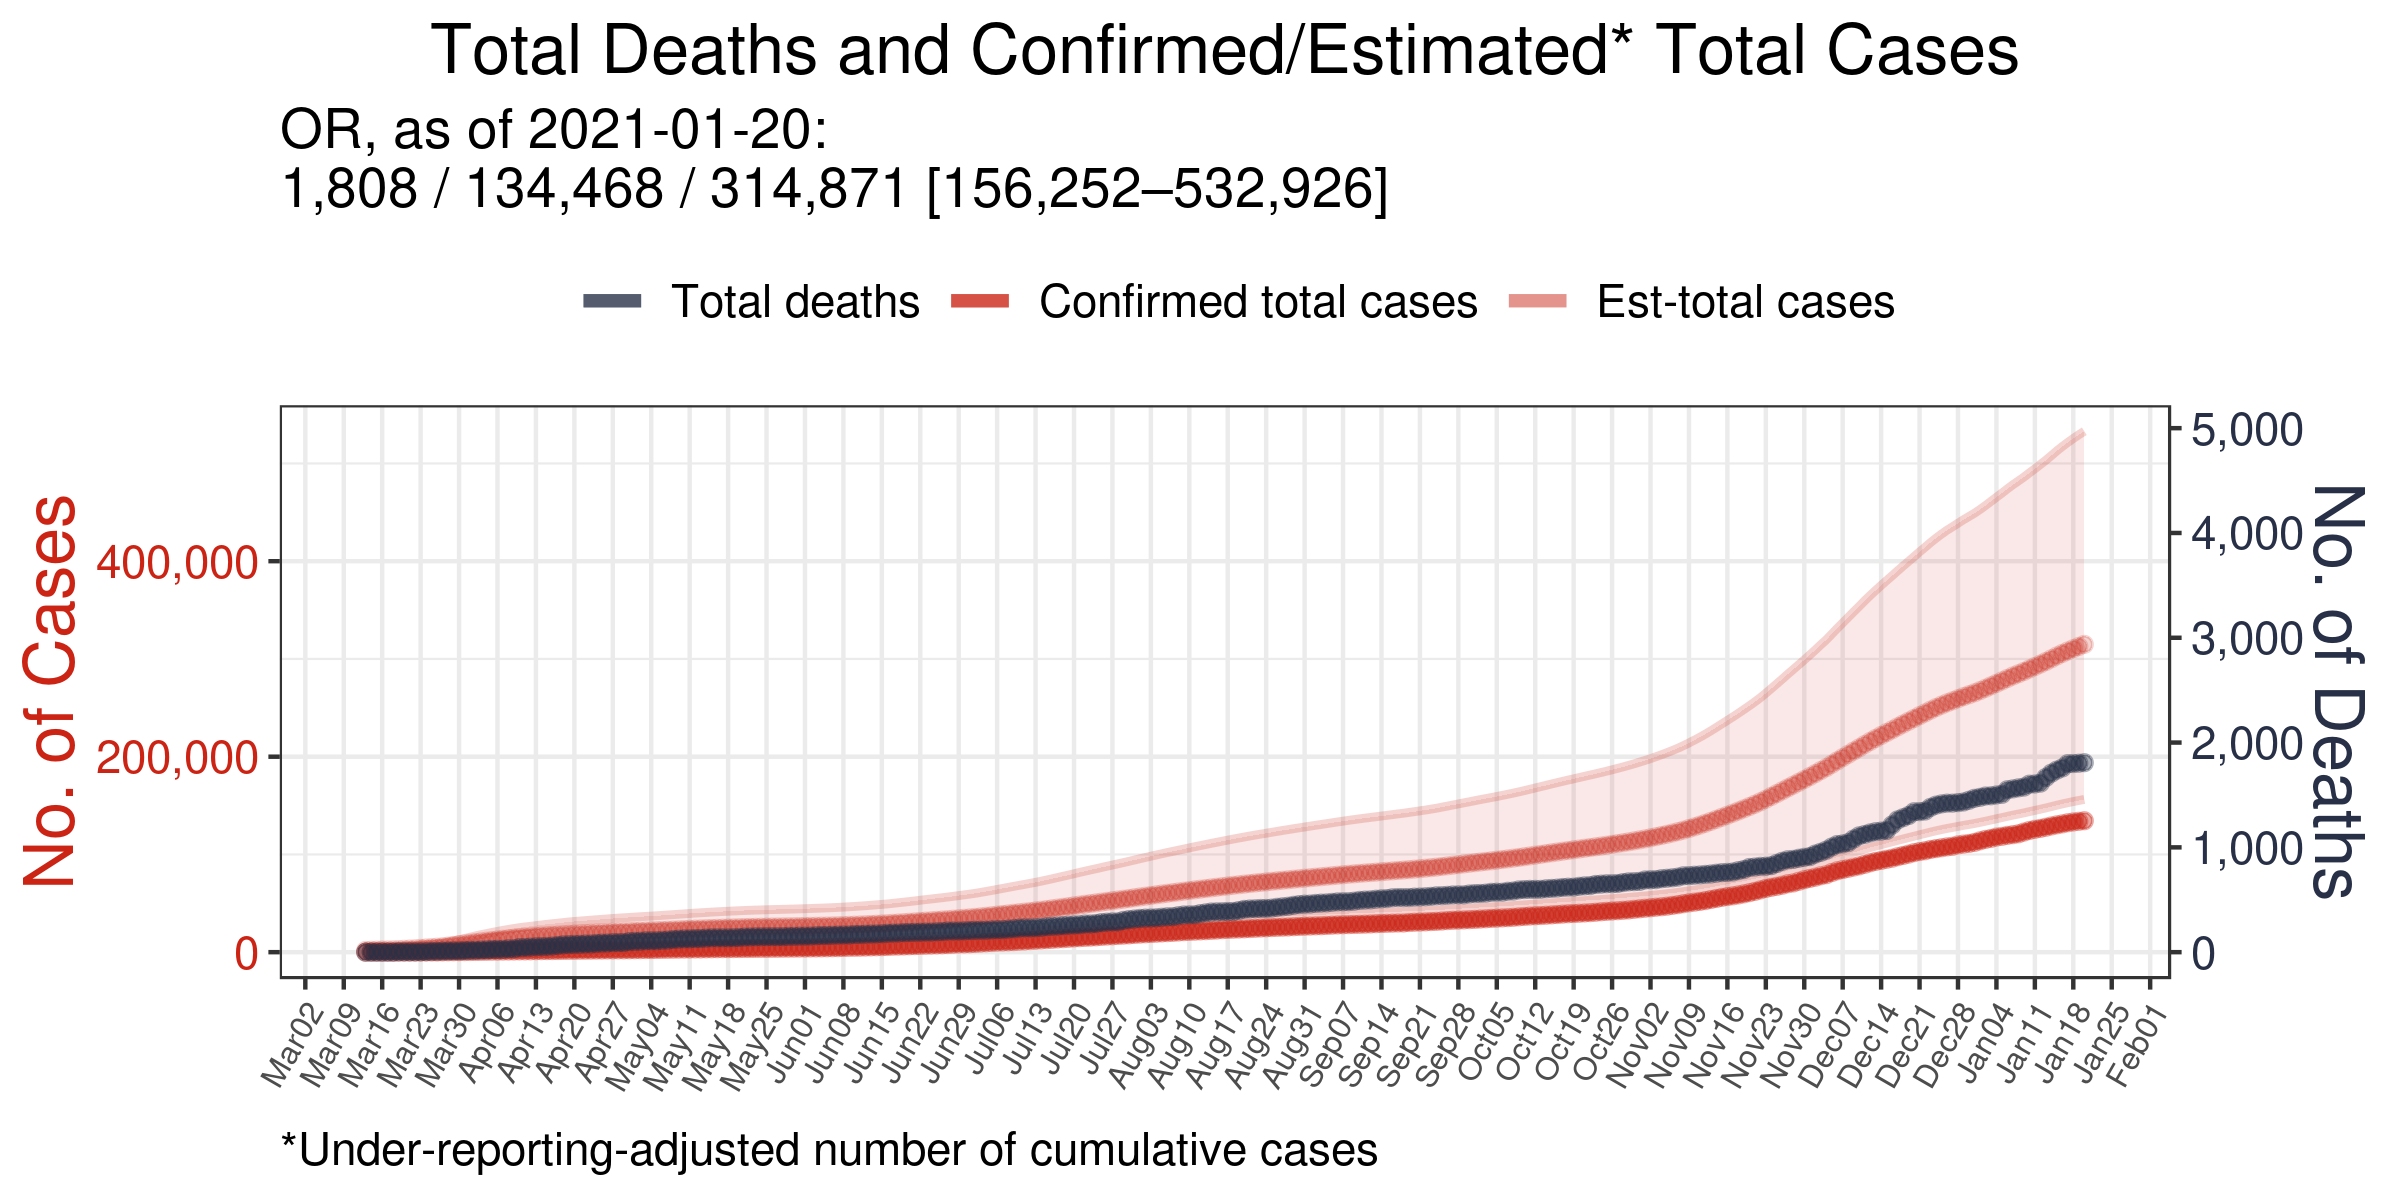 Total Deaths and Confirmed/Estimated* Total Cases
OR, as of 2021-01-20:
1,808 / 134,468 / 314,871 [156,252–532,926]
Total deaths
Confirmed total cases
Est-total cases
No. of Cases
400,000
200,000
0
5,000
4,000
3,000
2,000
1,000
0
No. of Deaths
Mar02
Mar09
Mar16
Mar23
Mar30
Apr06
Apr13
Apr20
Apr27
May04
May11
May18
May25
Jun01
Jun08
Jun15
Jun22
Jun29
Jul06
Jul13
Jul20
Jul27
Aug03
Aug10
Aug17
Aug24
Aug31
Sep07
Sep14
Sep21
Sep28
Oct05
Oct12
Oct19
Oct26
Nov02
Nov09
Nov16
Nov23
Nov30
Dec07
Dec14
Dec21
Dec28
Jan04
Jan11
Jan18
Jan25
Feb01
*Under-reporting-adjusted number of cumulative cases